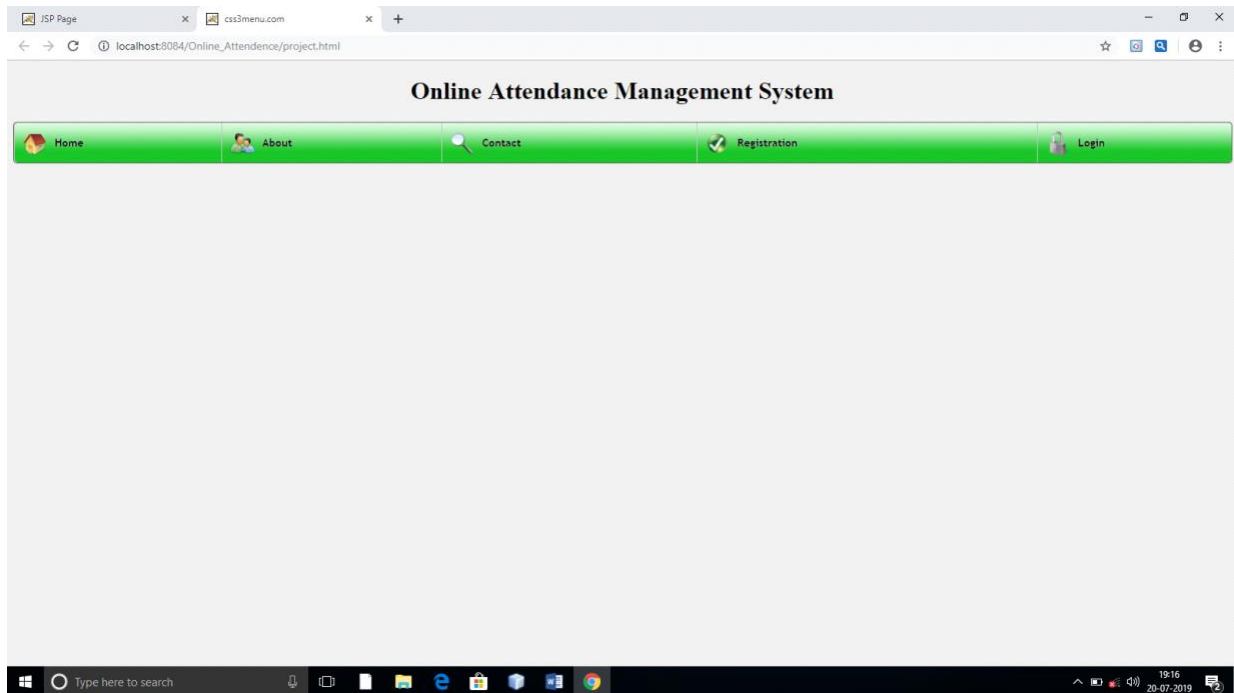 JSP Page
css3menu.com
localhost:8084/Online_Attendence/project.html
Online Attendance Management System
Home About Contact Registration Login
Type here to search
19:16
20-07-2019
2